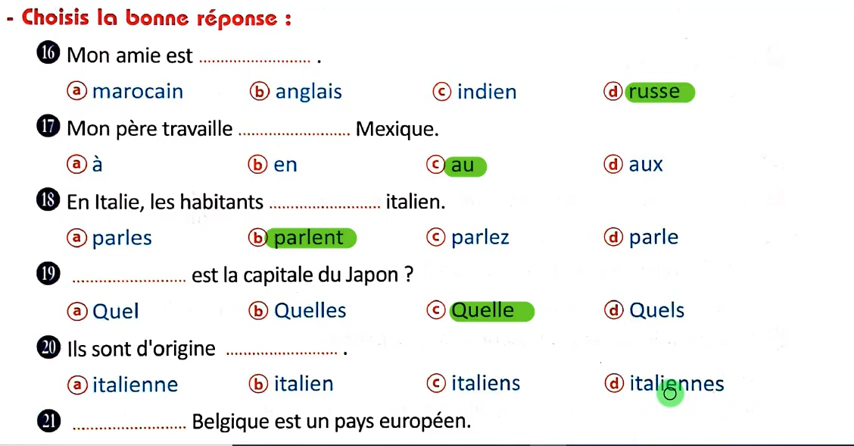 - Choisis la bonne réponse :
16 Mon amie est ........................ .
a marocain b anglais c indien d russe
17 Mon père travaille ........................ Mexique.
a à b en c au d aux
18 En Italie, les habitants ........................ italien.
a parles b parlent c parlez d parle
19 ........................ est la capitale du Japon ?
a Quel b Quelles c Quelle d Quels
20 Ils sont d'origine ........................ .
a italienne b italien c italiens d italiennes
21 ........................ Belgique est un pays européen.